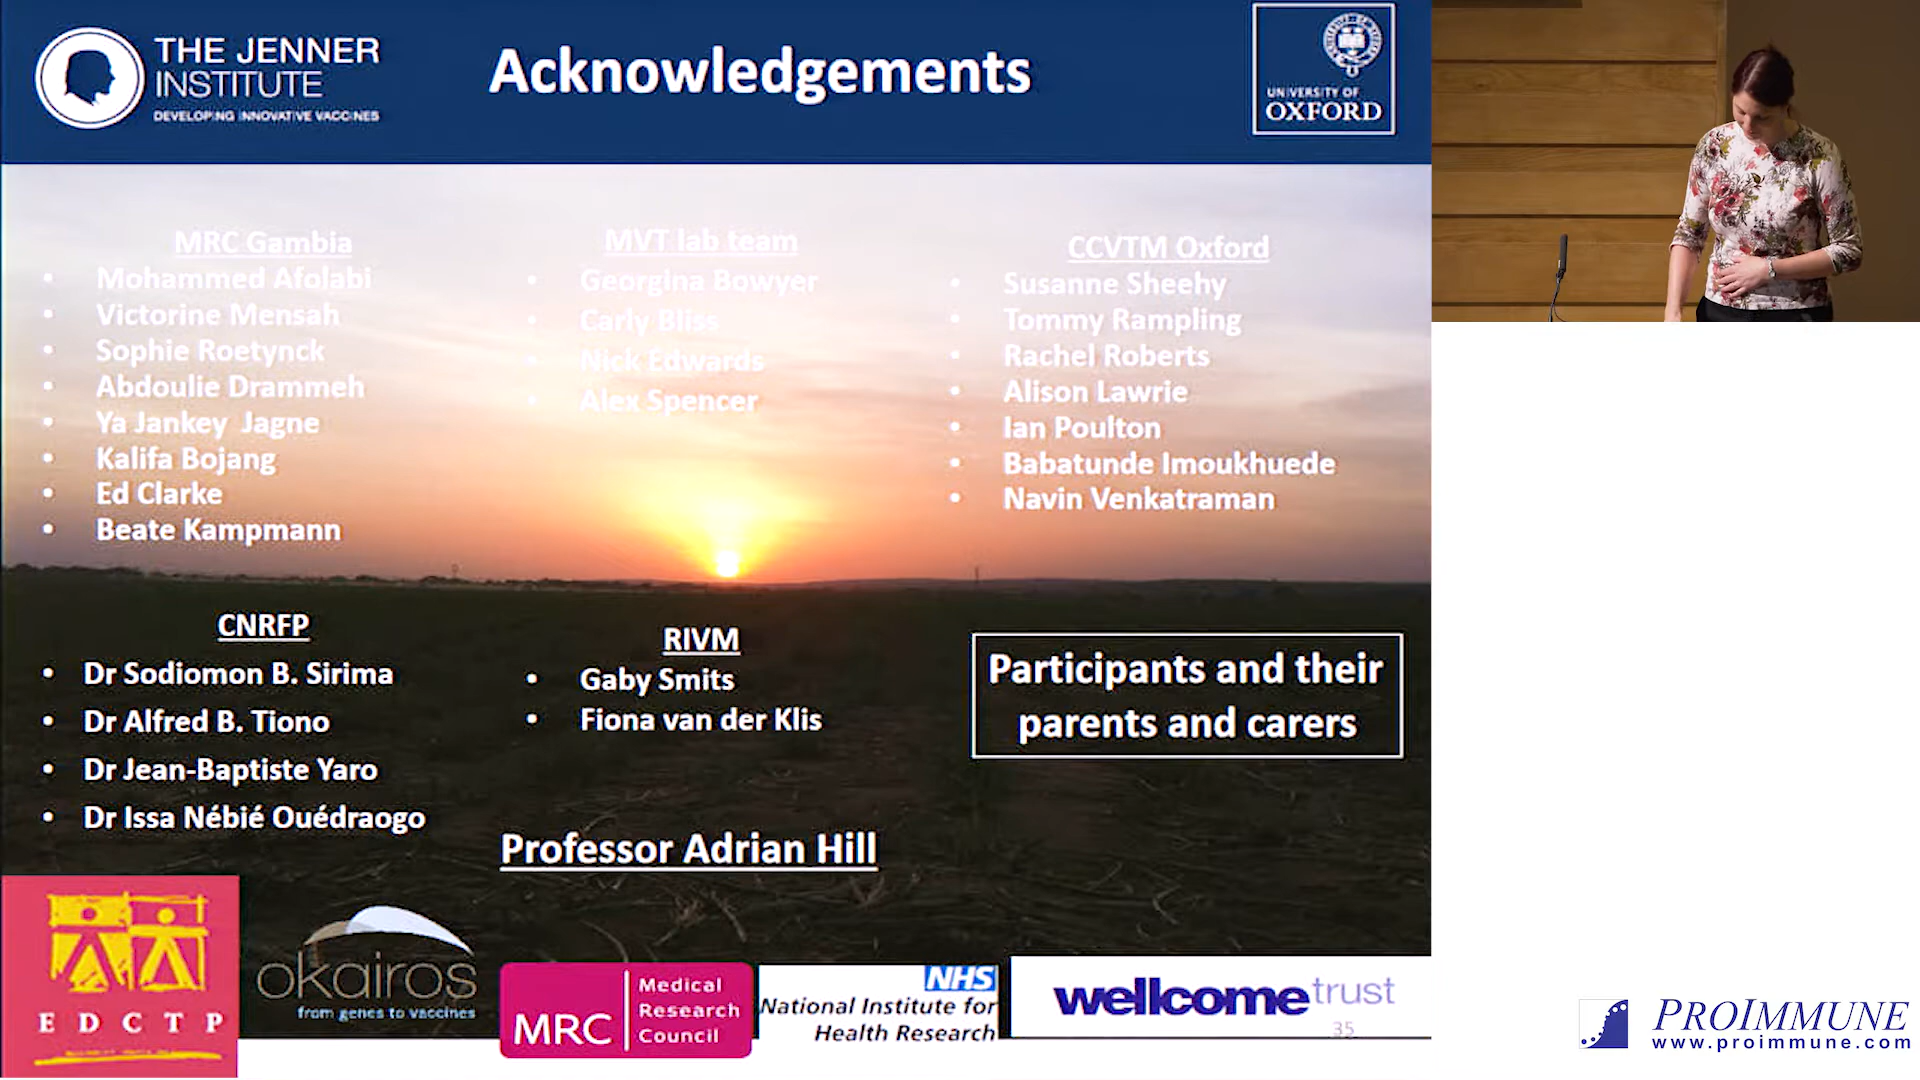 THE JENNER
INSTITUTE
DEVELOPING INNOVATIVE VACCINES
Acknowledgements
UNIVERSITY OF
OXFORD
MRC Gambia
• Mohammed Afolabi
• Victorine Mensah
• Sophie Roetynck
• Abdoulie Drammeh
• Ya Jankey Jagne
• Kalifa Bojang
• Ed Clarke
• Beate Kampmann
MVT lab team
• Georgina Bowyer
• Carly Bliss
• Nick Edwards
• Alex Spencer
CCVTM Oxford
• Susanne Sheehy
• Tommy Rampling
• Rachel Roberts
• Alison Lawrie
• Ian Poulton
• Babatunde Imoukhuede
• Navin Venkatraman
CNRFP
• Dr Sodiomon B. Sirima
• Dr Alfred B. Tiono
• Dr Jean-Baptiste Yaro
• Dr Issa Nébié Ouédraogo
RIVM
• Gaby Smits
• Fiona van der Klis
Participants and their
parents and carers
Professor Adrian Hill
EDCTP
okairos
from genes to vaccines
MRC
Medical
Research
Council
NHS
National Institute for
Health Research
wellcometrust
35
PROIMMUNE
www.proimmune.com